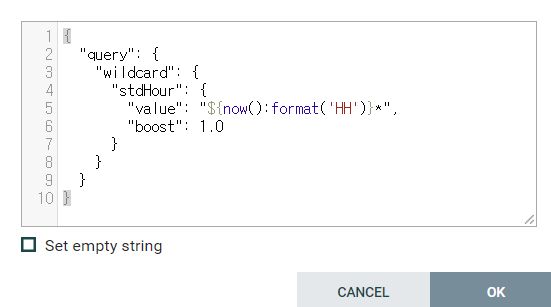 1 {
2 "query": {
3 "wildcard": {
4 "stdHour": {
5 "value": "${now():format('HH')}*",
6 "boost": 1.0
7 }
8 }
9 }
10 }
Set empty string
CANCEL OK